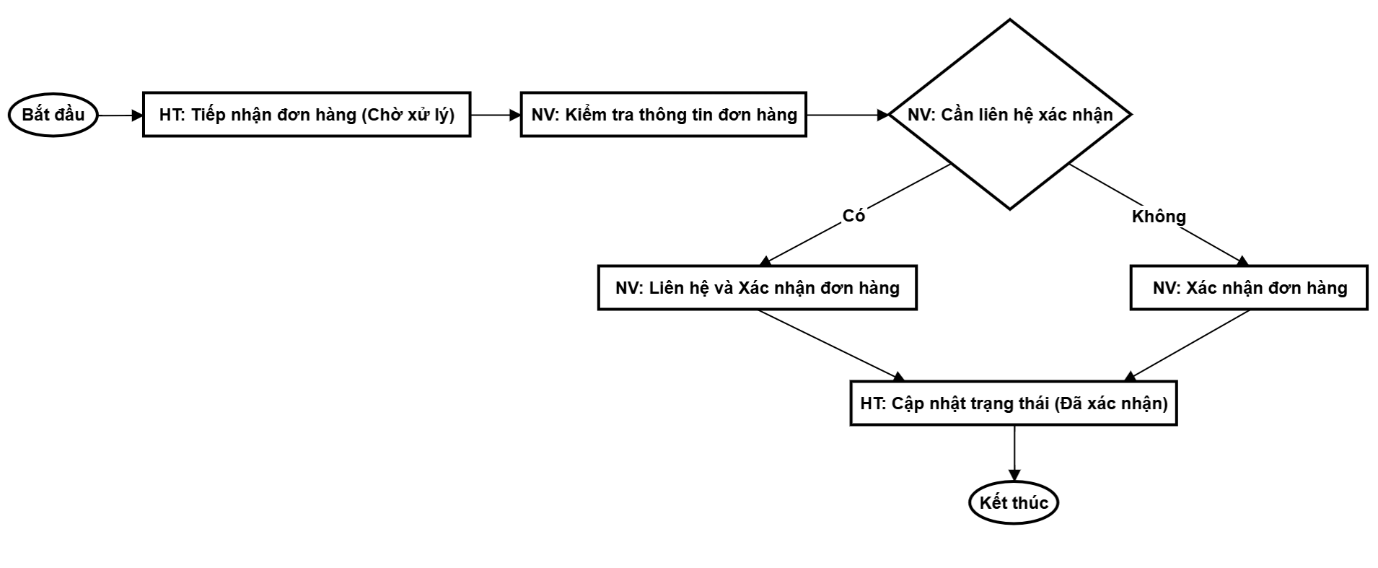 Bắt đầu
HT: Tiếp nhận đơn hàng (Chờ xử lý)
NV: Kiểm tra thông tin đơn hàng
NV: Cần liên hệ xác nhận
Có
Không
NV: Liên hệ và Xác nhận đơn hàng
NV: Xác nhận đơn hàng
HT: Cập nhật trạng thái (Đã xác nhận)
Kết thúc